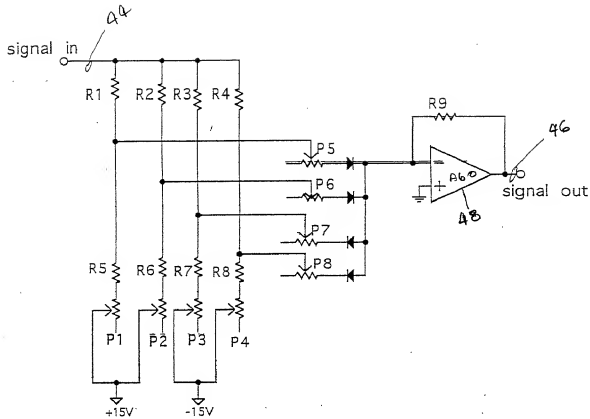 44
signal in
R1 R2 R3 R4
R9
46
P5
A60
signal out
P6
48
P7
P8
R5 R6 R7 R8
P1 P2 P3 P4
+15V -15V